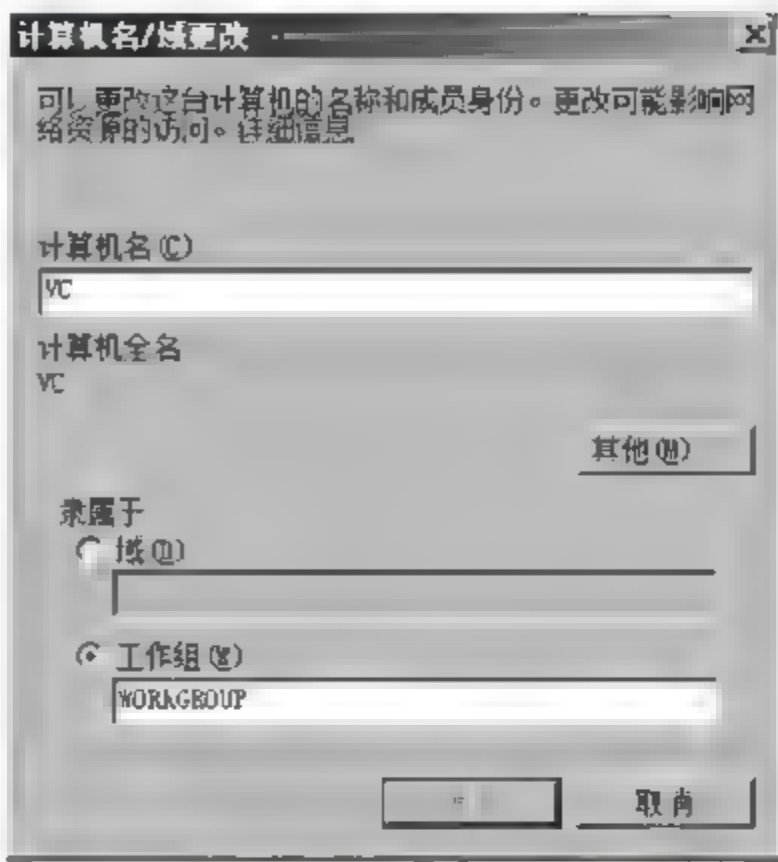 计算机名/域更改
可以更改这台计算机的名称和成员身份。更改可能影响网
络资源的访问。详细信息
计算机名(C)
VC
计算机全名
VC
其他(M)
隶属于
域(D)
工作组(W)
WORKGROUP
取消